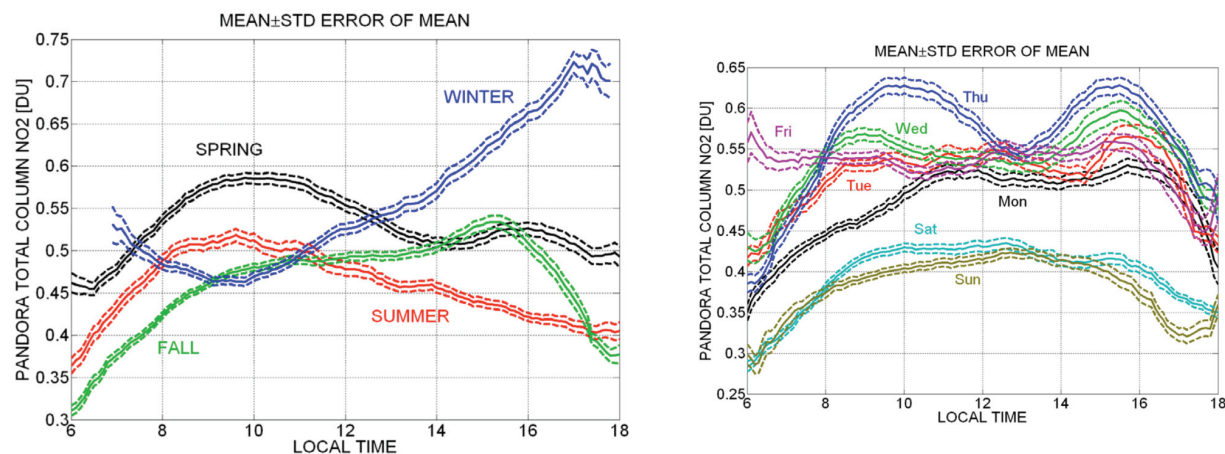 MEAN±STD ERROR OF MEAN
PANDORA TOTAL COLUMN NO2 [DU]
0.75
0.7
0.65
0.6
0.55
0.5
0.45
0.4
0.35
0.3
WINTER
SPRING
SUMMER
FALL
6 8 10 12 14 16 18
LOCAL TIME
MEAN±STD ERROR OF MEAN
PANDORA TOTAL COLUMN NO2 [DU]
0.65
0.6
0.55
0.5
0.45
0.4
0.35
0.3
0.25
Thu
Fri
Wed
Tue
Mon
Sat
Sun
6 8 10 12 14 16 18
LOCAL TIME